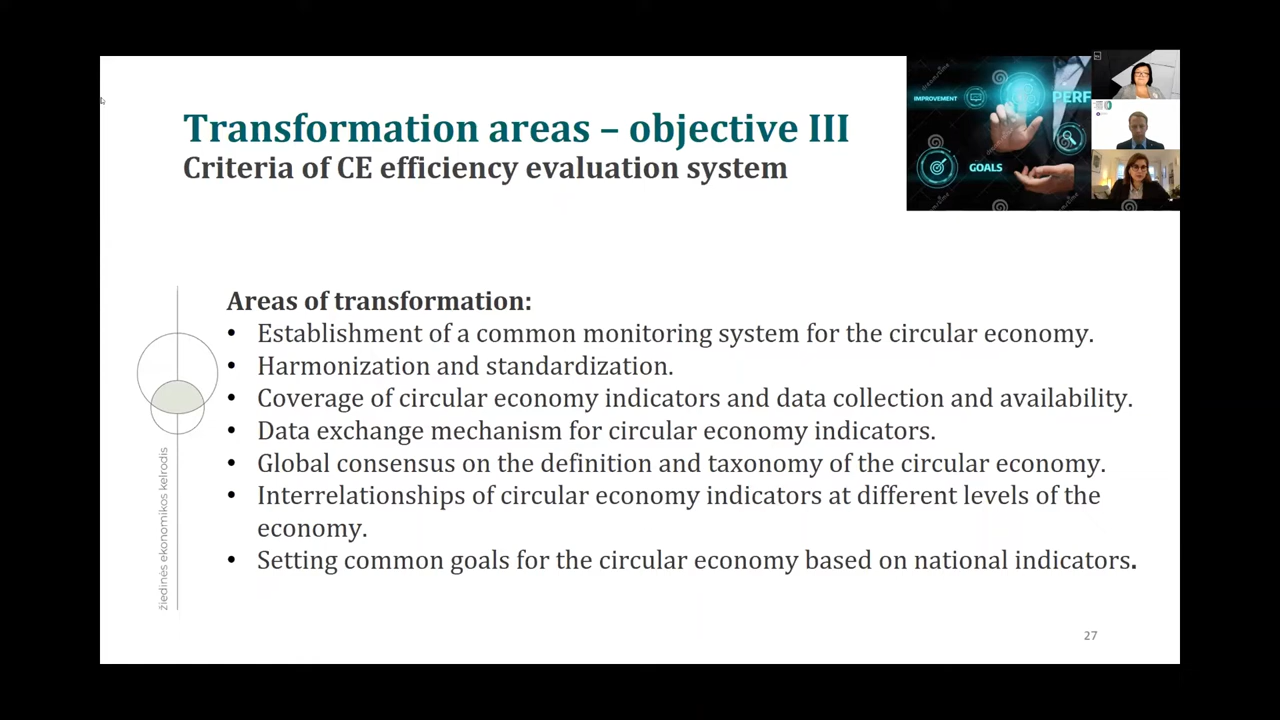 Transformation areas – objective III
Criteria of CE efficiency evaluation system
IMPROVEMENT
PERF
GOALS
Areas of transformation:
• Establishment of a common monitoring system for the circular economy.
• Harmonization and standardization.
• Coverage of circular economy indicators and data collection and availability.
• Data exchange mechanism for circular economy indicators.
• Global consensus on the definition and taxonomy of the circular economy.
• Interrelationships of circular economy indicators at different levels of the
economy.
• Setting common goals for the circular economy based on national indicators.
žiedinės ekonomikos kelrodis
27